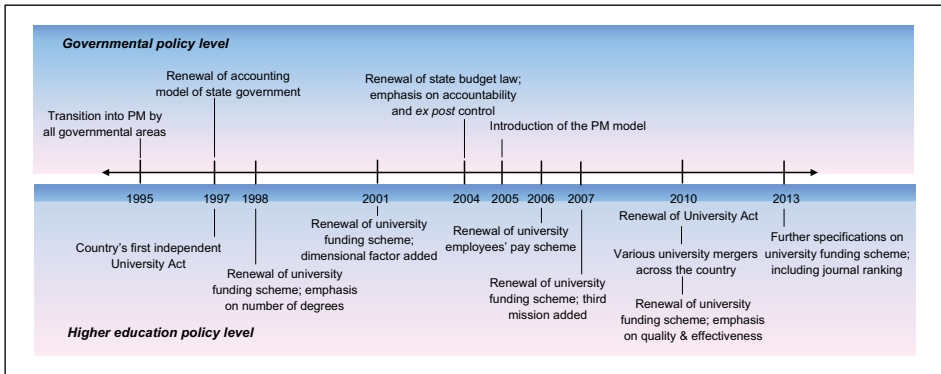 Governmental policy level
Renewal of accounting
model of state government
Renewal of state budget law;
emphasis on accountability
and ex post control
Transition into PM by
all governmental areas
Introduction of the PM model
1995
1997
1998
2001
2004
2005
2006
2007
2010
2013
Country's first independent
University Act
Renewal of university
funding scheme; emphasis
on number of degrees
Renewal of university
funding scheme;
dimensional factor added
Renewal of university
employees' pay scheme
Renewal of university
funding scheme; third
mission added
Renewal of University Act
Various university mergers
across the country
Renewal of university
funding scheme; emphasis
on quality & effectiveness
Further specifications on
university funding scheme;
including journal ranking
Higher education policy level